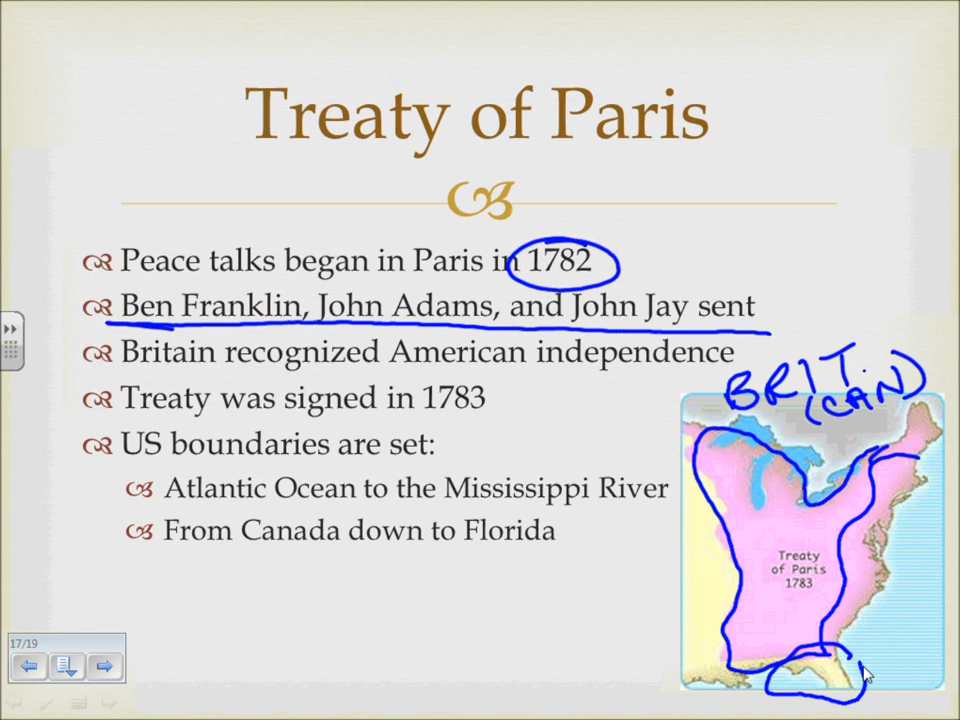 Treaty of Paris
Peace talks began in Paris in 1782
Ben Franklin, John Adams, and John Jay sent
Britain recognized American independence
Treaty was signed in 1783
US boundaries are set:
Atlantic Ocean to the Mississippi River
From Canada down to Florida
BRIT.
(CAN)
Treaty
of Paris
1783
17/19